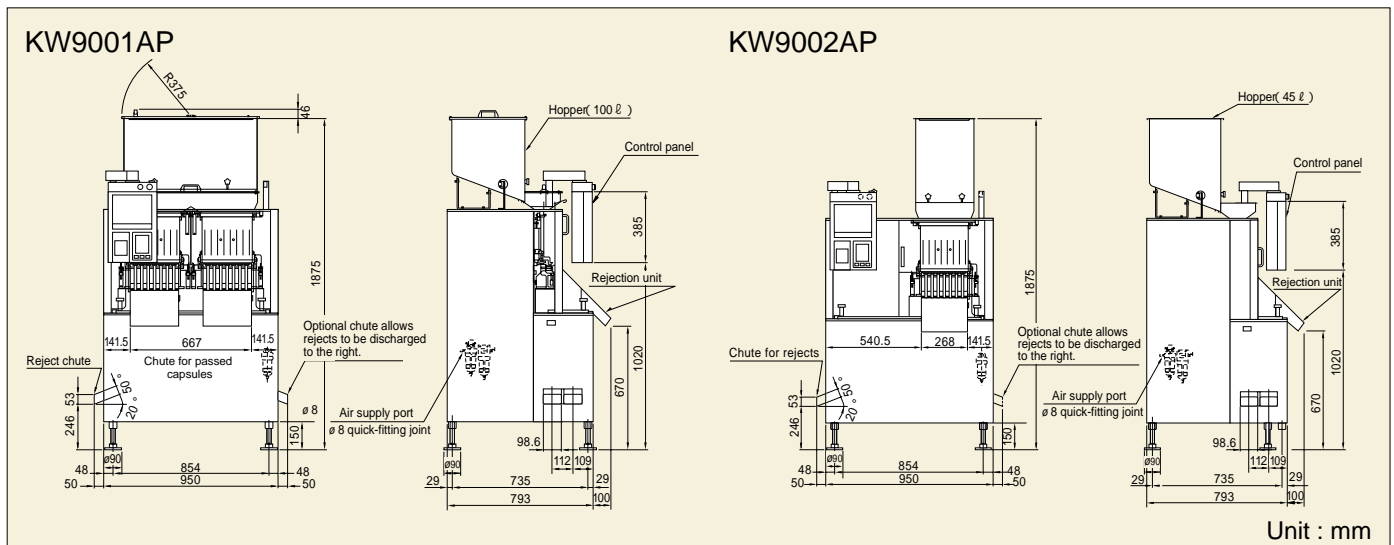 KW9001AP
R375
46
Hopper( 100 ℓ )
Control panel
385
1875
Rejection unit
141.5
667
141.5
Chute for passed
capsules
Optional chute allows
rejects to be discharged
to the right.
Reject chute
50°
20°
53
246
ø 8
150
Air supply port
ø 8 quick-fitting joint
1020
670
98.6
ø90
48
854
48
50
950
50
ø90
112
109
29
735
29
793
100
KW9002AP
Hopper( 45 ℓ )
Control panel
385
1875
Rejection unit
540.5
268
141.5
Optional chute allows
rejects to be discharged
to the right.
Chute for rejects
50°
20°
53
246
150
Air supply port
ø 8 quick-fitting joint
1020
670
98.6
ø90
48
854
48
50
950
50
ø90
112
109
29
735
29
793
100
Unit : mm